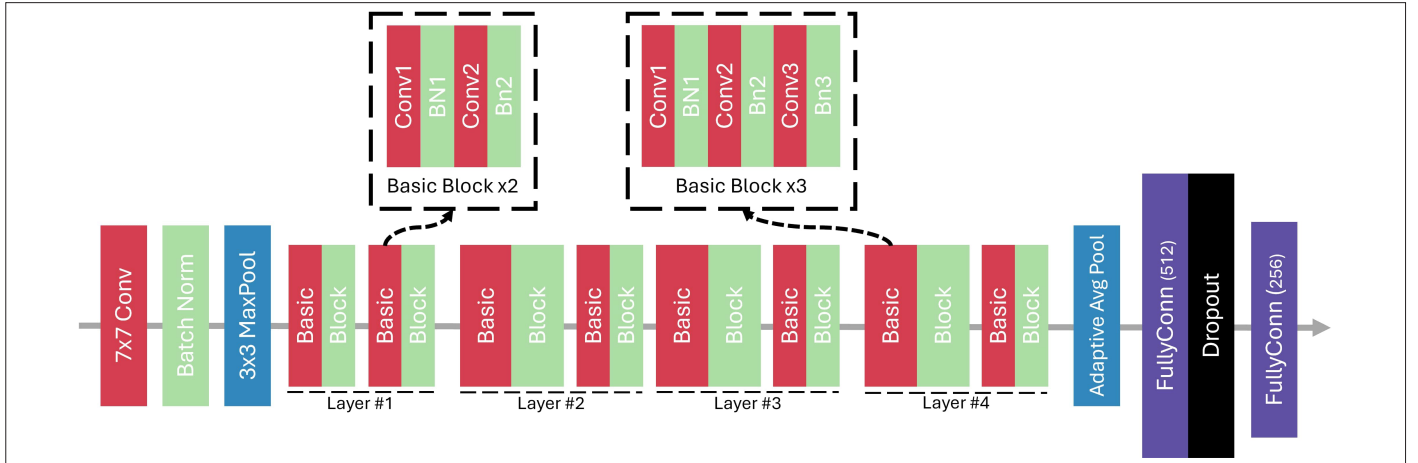 Conv1
BN1
Conv2
Bn2
Basic Block x2
Conv1
BN1
Conv2
Bn2
Conv3
Bn3
Basic Block x3
7x7 Conv
Batch Norm
3x3 MaxPool
Basic
Block
Basic
Block
Layer #1
Basic
Block
Basic
Block
Layer #2
Basic
Block
Basic
Block
Layer #3
Basic
Block
Basic
Block
Layer #4
Adaptive Avg Pool
FullyConn (512)
Dropout
FullyConn (256)